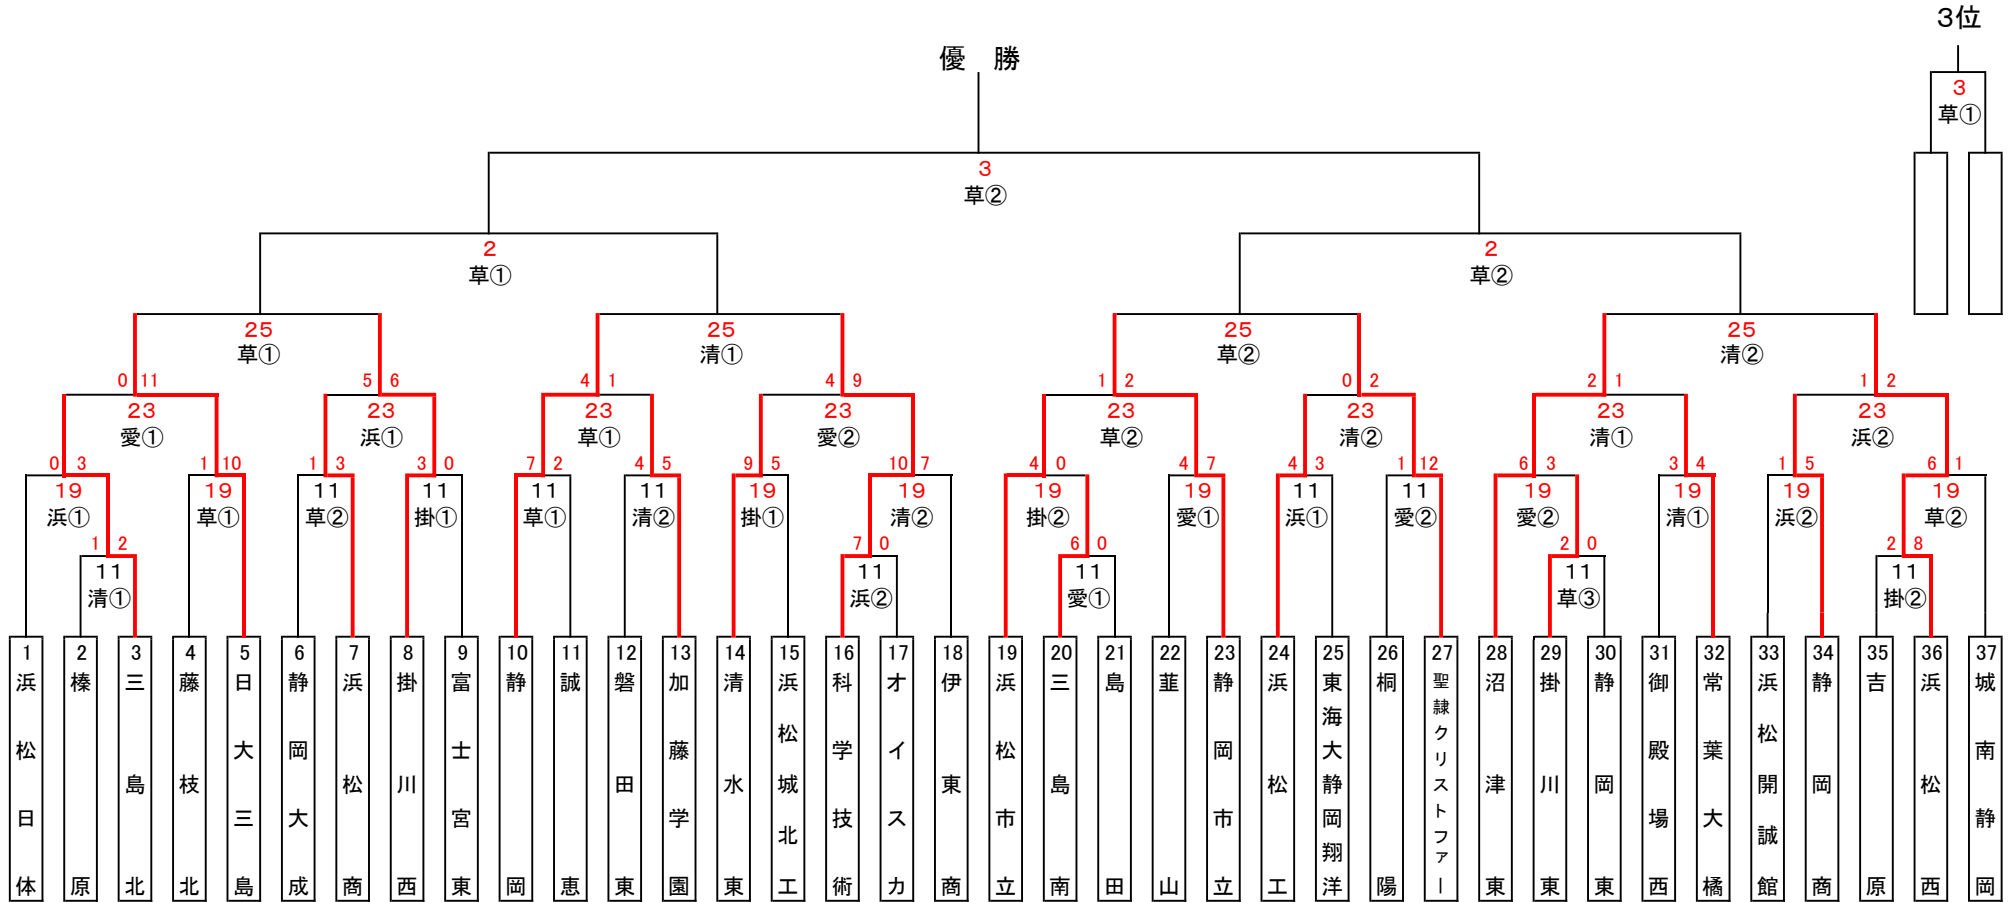 3位
優 勝
3
草①
3
草②
2
草①
2
草②
25
草①
25
清①
25
草②
25
清②
0 11
5 6
4 1
4 9
1 2
0 2
2 1
1 2
23
愛①
23
浜①
23
草①
23
愛②
23
草②
23
清②
23
清①
23
浜②
0 3
1 10
1 3
3 0
7 2
4 5
9 5
10 7
4 0
4 7
4 3
1 12
6 3
3 4
1 5
6 1
19
浜①
19
草①
11
草②
11
掛①
11
草①
11
清②
19
掛①
19
清②
19
掛②
19
愛①
11
浜①
11
愛②
19
愛②
19
清①
19
浜②
19
草②
1 2
7 0
6 0
2 0
2 8
11
清①
11
浜②
11
愛①
11
草③
11
掛②
1 浜松日体
2 榛原
3 三島北
4 藤枝北
5 日大三島
6 静岡大成
7 浜松商
8 掛川西
9 富士宮東
10 静岡
11 誠恵
12 磐田東
13 加藤学園
14 清水東
15 浜松城北工
16 科学技術
17 オイスカ
18 伊東商
19 浜松市立
20 三島南
21 島田
22 韮山
23 静岡市立
24 浜松工
25 東海大静岡翔洋
26 桐陽
27 聖隷クリストファー
28 沼津東
29 掛川東
30 静岡東
31 御殿場西
32 常葉大橘
33 浜松開誠館
34 静岡商
35 吉原
36 浜松西
37 城南静岡